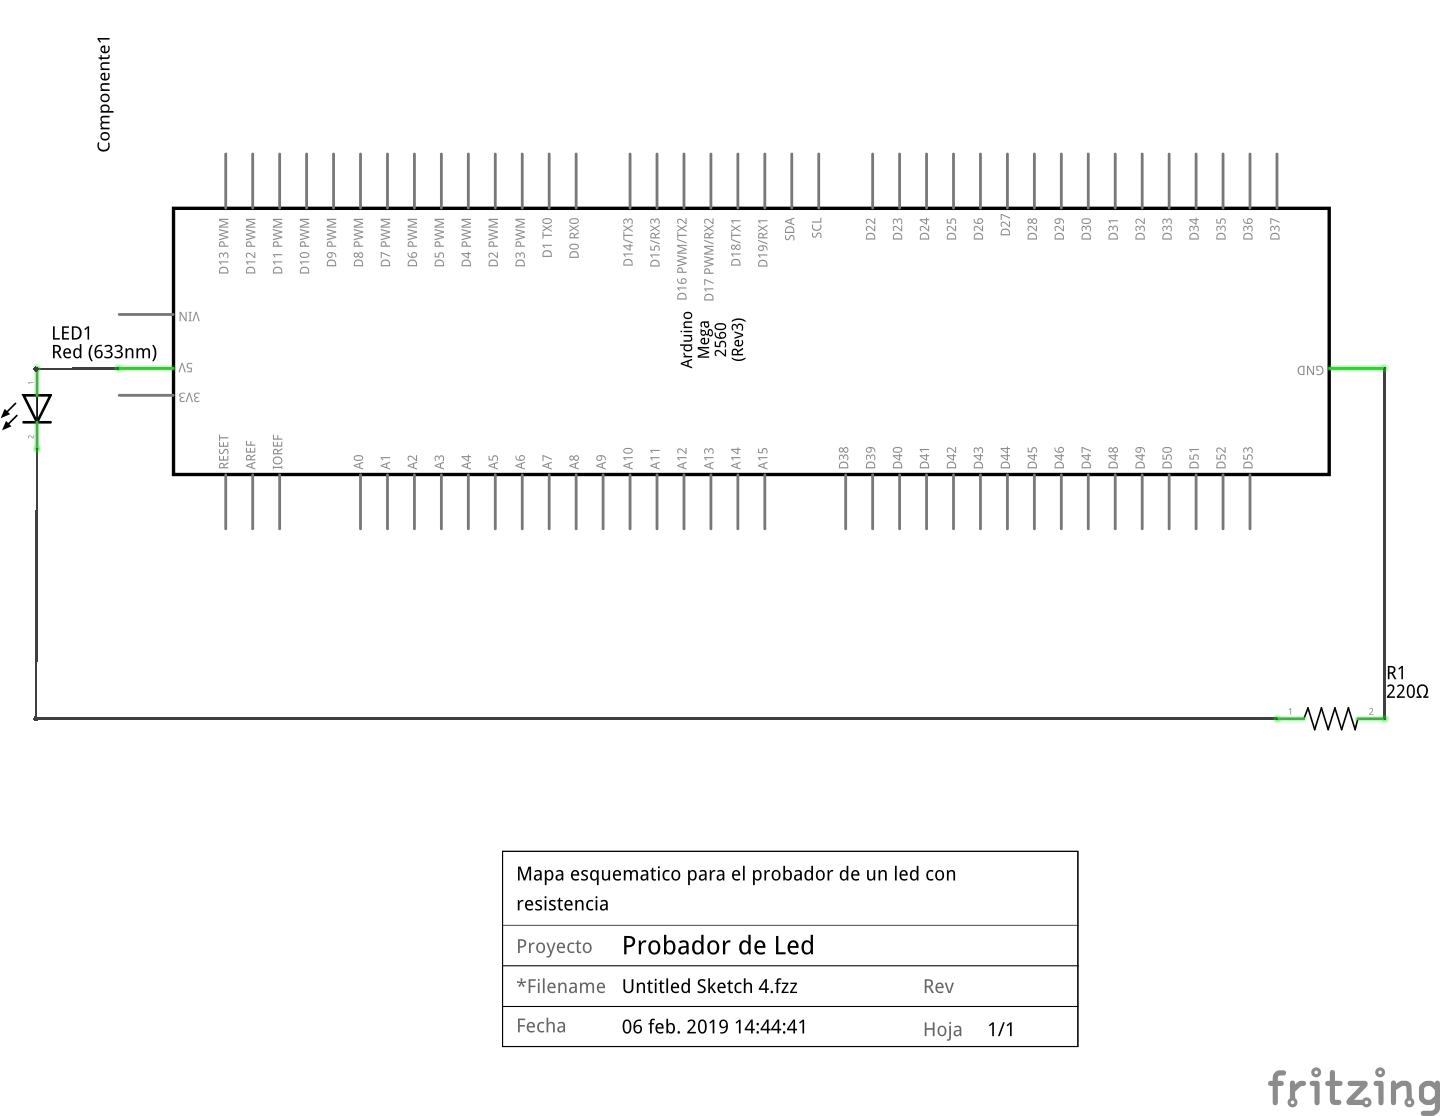 Componente1
D13 PWM
D12 PWM
D11 PWM
D10 PWM
D9 PWM
D8 PWM
D7 PWM
D6 PWM
D5 PWM
D4 PWM
D2 PWM
D3 PWM
D1 TX0
D0 RX0
D14/TX3
D15/RX3
D16 PWM/TX2
D17 PWM/RX2
D18/TX1
D19/RX1
SDA
SCL
D22
D23
D24
D25
D26
D27
D28
D29
D30
D31
D32
D33
D34
D35
D36
D37
VIN
5V
3V3
LED1
Red (633nm)
1
2
Arduino
Mega
2560
(Rev3)
GND
RESET
AREF
IOREF
A0
A1
A2
A3
A4
A5
A6
A7
A8
A9
A10
A11
A12
A13
A14
A15
D38
D39
D40
D41
D42
D43
D44
D45
D46
D47
D48
D49
D50
D51
D52
D53
R1
220Ω
1
2
Mapa esquematico para el probador de un led con
resistencia
Proyecto Probador de Led
*Filename Untitled Sketch 4.fzz Rev
Fecha 06 feb. 2019 14:44:41 Hoja 1/1
fritzing